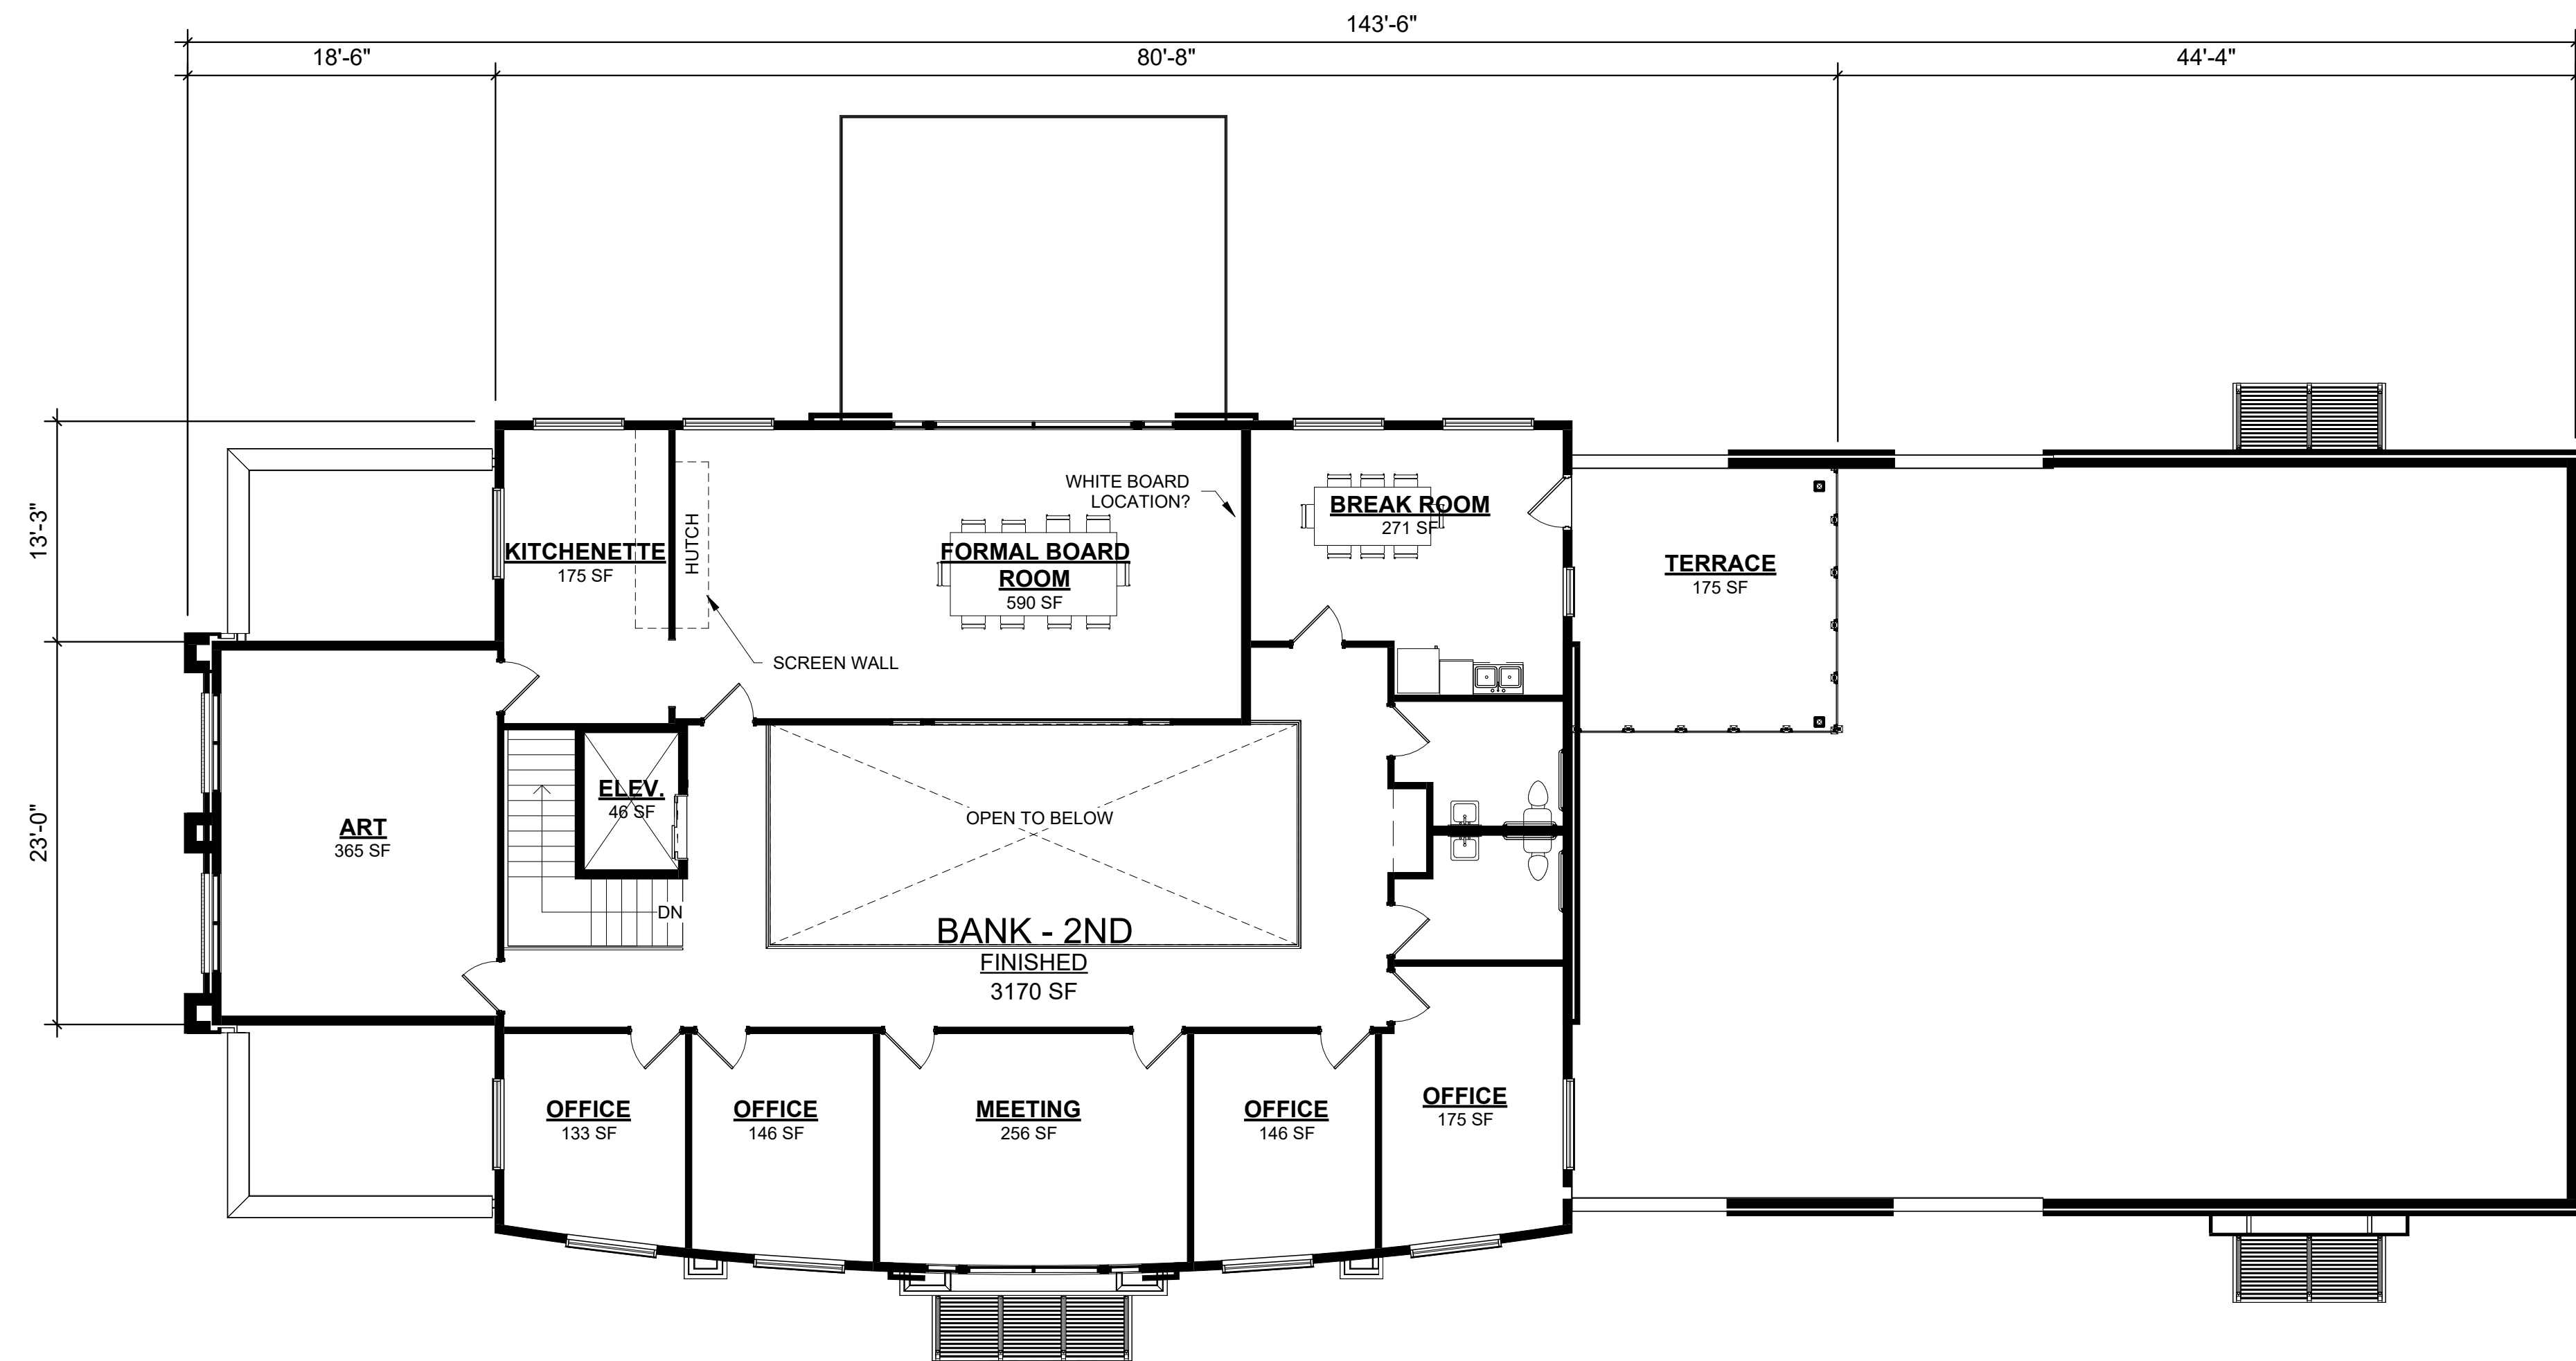 143'-6"
18'-6"
80'-8"
44'-4"
13'-3"
23'-0"
WHITE BOARD
LOCATION?
BREAK ROOM
271 SF
KITCHENETTE
175 SF
HUTCH
FORMAL BOARD
ROOM
590 SF
TERRACE
175 SF
SCREEN WALL
ELEV.
46 SF
OPEN TO BELOW
ART
365 SF
DN
BANK - 2ND
FINISHED
3170 SF
OFFICE
133 SF
OFFICE
146 SF
MEETING
256 SF
OFFICE
146 SF
OFFICE
175 SF